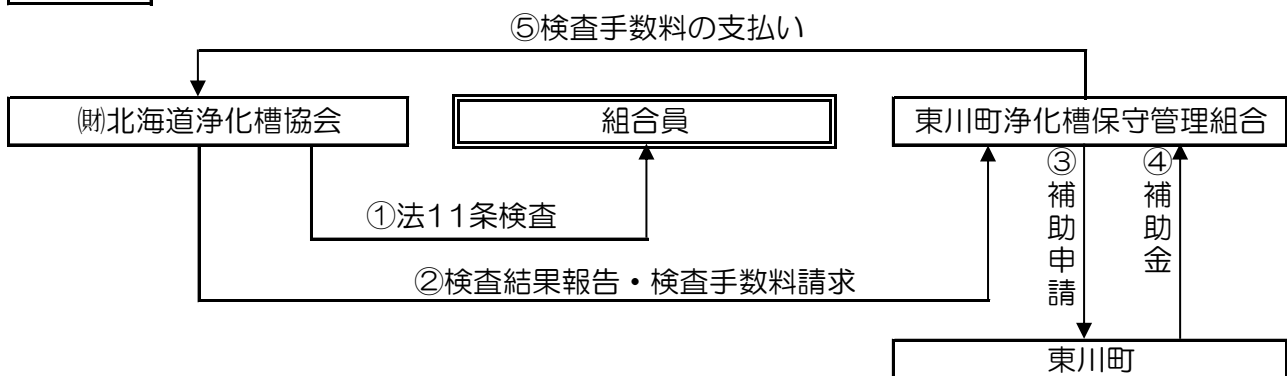 ⑤検査手数料の支払い
㈶北海道浄化槽協会
組合員
東川町浄化槽保守管理組合
①法11条検査
②検査結果報告・検査手数料請求
③補助申請
④補助金
東川町